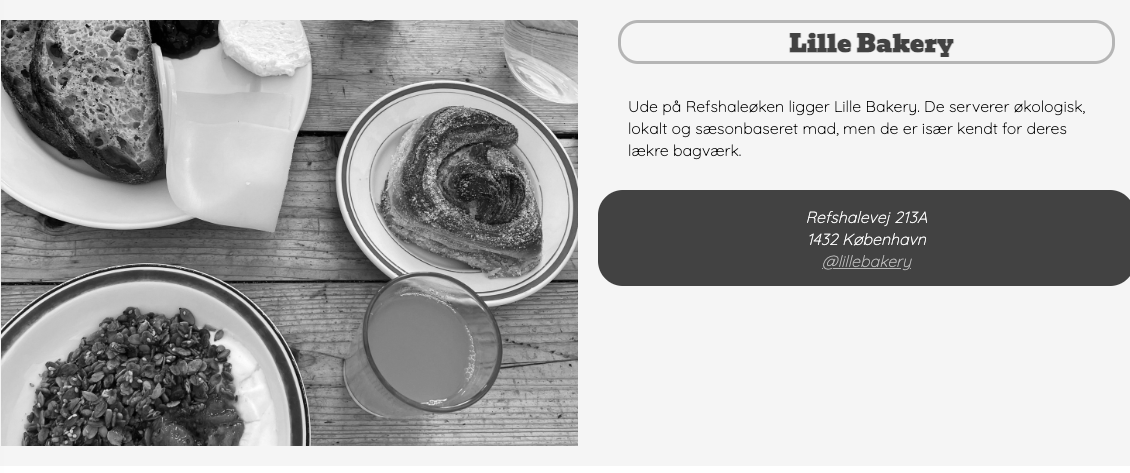 Lille Bakery
Ude på Refshaleøken ligger Lille Bakery. De serverer økologisk,
lokalt og sæsonbaseret mad, men de er især kendt for deres
lækre bagværk.
Refshalevej 213A
1432 København
@lillebakery